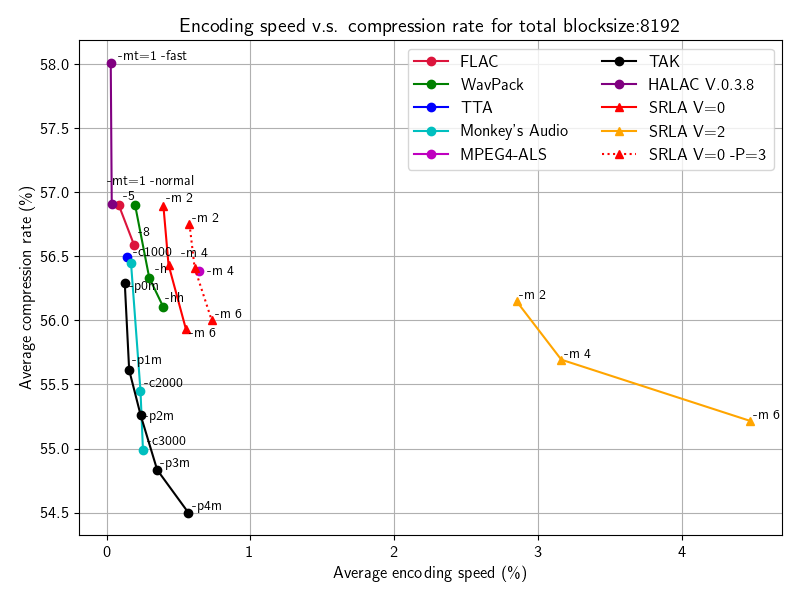 Encoding speed v.s. compression rate for total blocksize:8192
FLAC
WavPack
TTA
Monkey's Audio
MPEG4-ALS
TAK
HALAC V.0.3.8
SRLA V=0
SRLA V=2
SRLA V=0 -P=3
-mt=1 -fast
-mt=1 -normal
-5
-m 2
-8
-m 2
-c1000
-m 4
-h
-m 4
-p0m
-hh
-m 2
-m 6
-m 6
-p1m
-m 4
-c2000
-p2m
-m 6
-c3000
-p3m
-p4m
58.0
57.5
57.0
56.5
56.0
55.5
55.0
54.5
Average compression rate (%)
0 1 2 3 4
Average encoding speed (%)